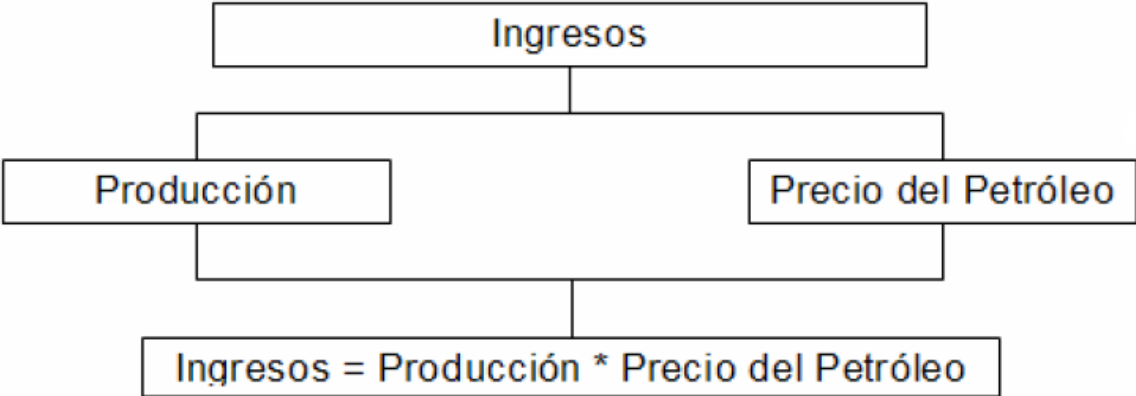 Ingresos
Producción
Precio del Petróleo
Ingresos = Producción * Precio del Petróleo